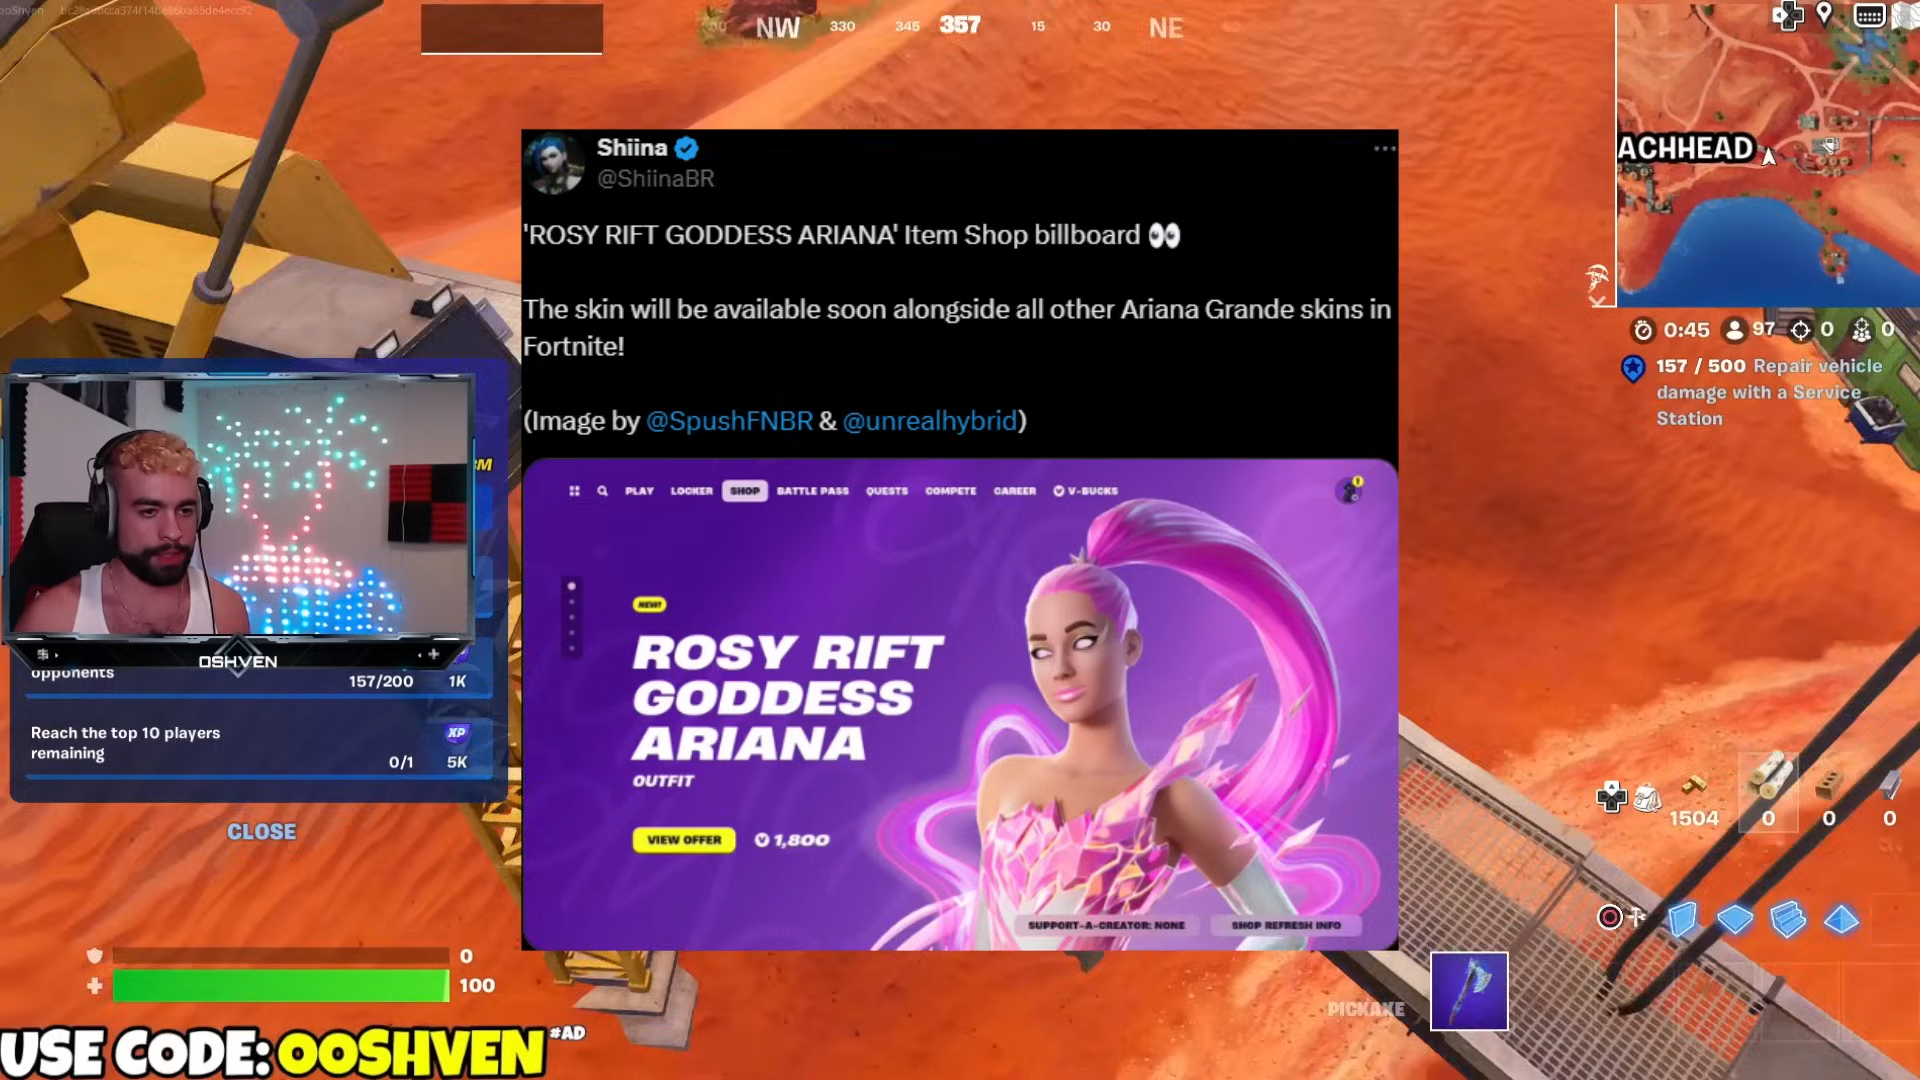 NW 330 345 357 15 30 NE
ACHHEAD
0:45 97 0 0
157 / 500 Repair vehicle
damage with a Service
Station
Shiina
@ShiinaBR
'ROSY RIFT GODDESS ARIANA' Item Shop billboard 👀
The skin will be available soon alongside all other Ariana Grande skins in
Fortnite!
(Image by @SpushFNBR & @unrealhybrid)
PLAY LOCKER SHOP BATTLE PASS QUESTS COMPETE CAREER V-BUCKS
NEW!
ROSY RIFT
GODDESS
ARIANA
OUTFIT
VIEW OFFER 1,800
SUPPORT-A-CREATOR: NONE SHOP REFRESH INFO
OSHVEN
opponents
157/200 1K
Reach the top 10 players
remaining
XP
0/1 5K
CLOSE
1504 0 0 0
0
100
PICKAXE
USE CODE: OOSHVEN #AD